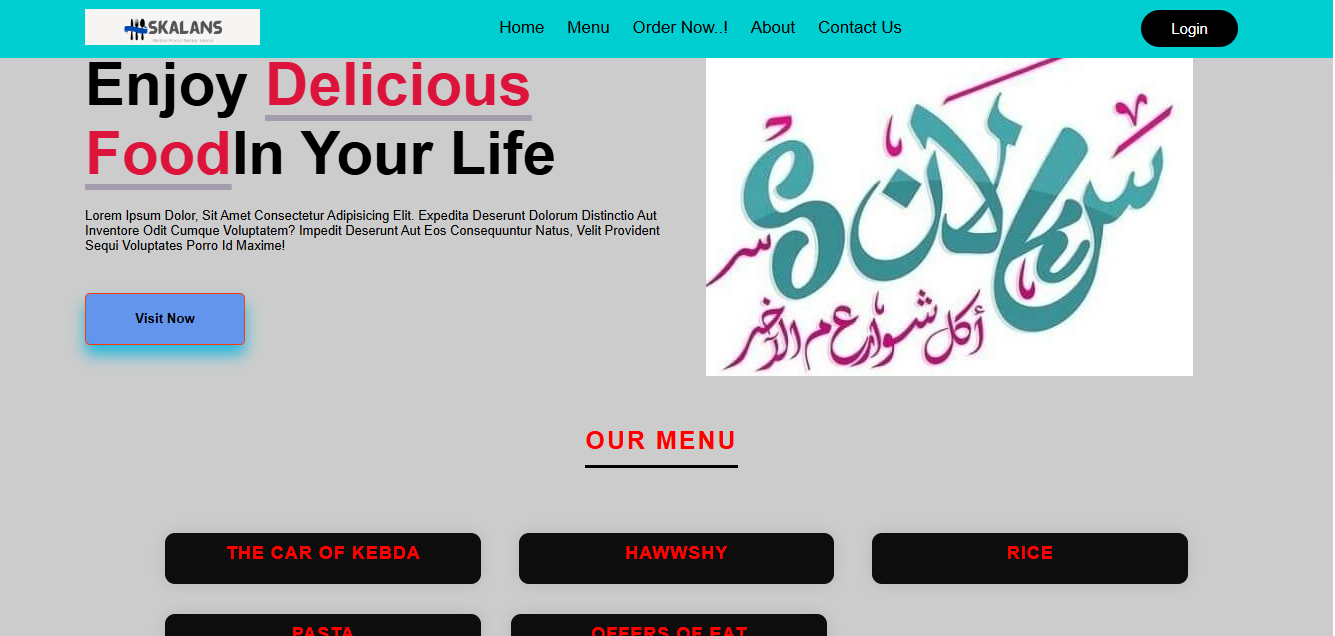 SKALANS
Home Menu Order Now..! About Contact Us
Login
Enjoy Delicious
FoodIn Your Life
Lorem Ipsum Dolor, Sit Amet Consectetur Adipisicing Elit. Expedita Deserunt Dolorum Distinctio Aut
Inventore Odit Cumque Voluptatem? Impedit Deserunt Aut Eos Consequuntur Natus, Velit Provident
Sequi Voluptates Porro Id Maxime!
Visit Now
أكل شوارع م الآخر
OUR MENU
THE CAR OF KEBDA
HAWWSHY
RICE
PASTA
OFFERS OF EAT